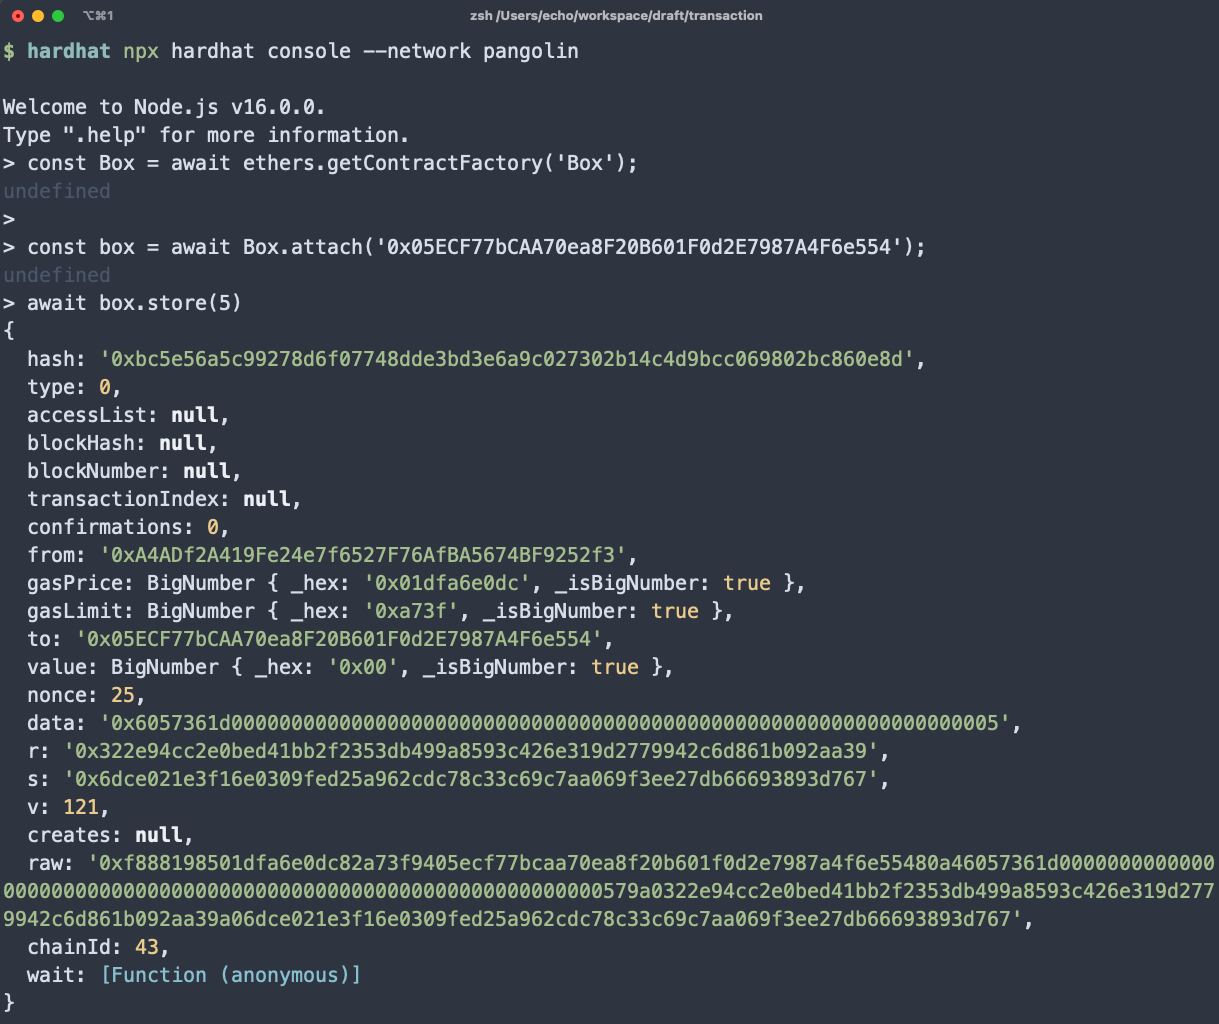 ⌥⌘1
zsh /Users/echo/workspace/draft/transaction
$ hardhat npx hardhat console --network pangolin
Welcome to Node.js v16.0.0.
Type ".help" for more information.
> const Box = await ethers.getContractFactory('Box');
undefined
>
> const box = await Box.attach('0x05ECF77bCAA70ea8F20B601F0d2E7987A4F6e554');
undefined
> await box.store(5)
{
  hash: '0xbc5e56a5c99278d6f07748dde3bd3e6a9c027302b14c4d9bcc069802bc860e8d',
  type: 0,
  accessList: null,
  blockHash: null,
  blockNumber: null,
  transactionIndex: null,
  confirmations: 0,
  from: '0xA4ADf2A419Fe24e7f6527F76AfBA5674BF9252f3',
  gasPrice: BigNumber { _hex: '0x01dfa6e0dc', _isBigNumber: true },
  gasLimit: BigNumber { _hex: '0xa73f', _isBigNumber: true },
  to: '0x05ECF77bCAA70ea8F20B601F0d2E7987A4F6e554',
  value: BigNumber { _hex: '0x00', _isBigNumber: true },
  nonce: 25,
  data: '0x6057361d0000000000000000000000000000000000000000000000000000000000000005',
  r: '0x322e94cc2e0bed41bb2f2353db499a8593c426e319d2779942c6d861b092aa39',
  s: '0x6dce021e3f16e0309fed25a962cdc78c33c69c7aa069f3ee27db66693893d767',
  v: 121,
  creates: null,
  raw: '0xf888198501dfa6e0dc82a73f9405ecf77bcaa70ea8f20b601f0d2e7987a4f6e55480a46057361d0000000000000
00000000000000000000000000000000000000000000000000579a0322e94cc2e0bed41bb2f2353db499a8593c426e319d277
9942c6d861b092aa39a06dce021e3f16e0309fed25a962cdc78c33c69c7aa069f3ee27db66693893d767',
  chainId: 43,
  wait: [Function (anonymous)]
}